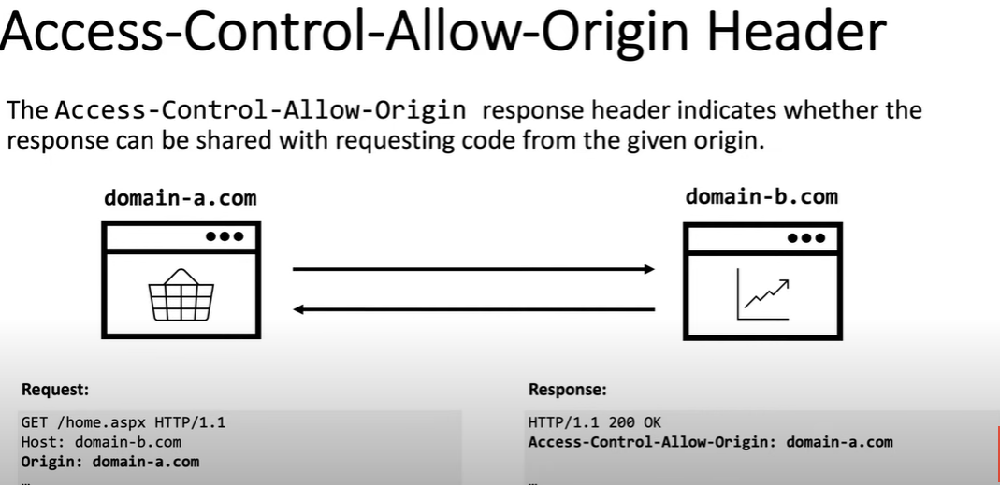 Access-Control-Allow-Origin Header
The Access-Control-Allow-Origin response header indicates whether the
response can be shared with requesting code from the given origin.
domain-a.com
domain-b.com
Request:
GET /home.aspx HTTP/1.1
Host: domain-b.com
Origin: domain-a.com
…
Response:
HTTP/1.1 200 OK
Access-Control-Allow-Origin: domain-a.com
…